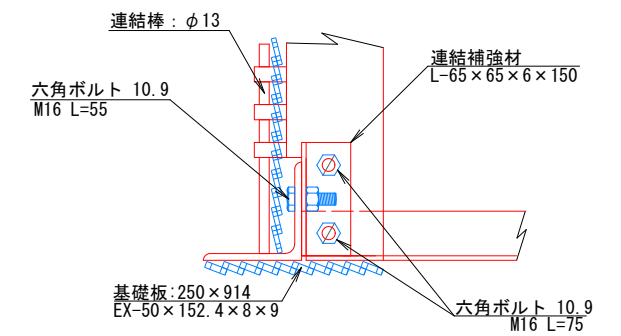 連結棒：φ13
連結補強材
L-65×65×6×150
六角ボルト 10.9
M16 L=55
基礎板:250×914
EX-50×152.4×8×9
六角ボルト 10.9
M16 L=75